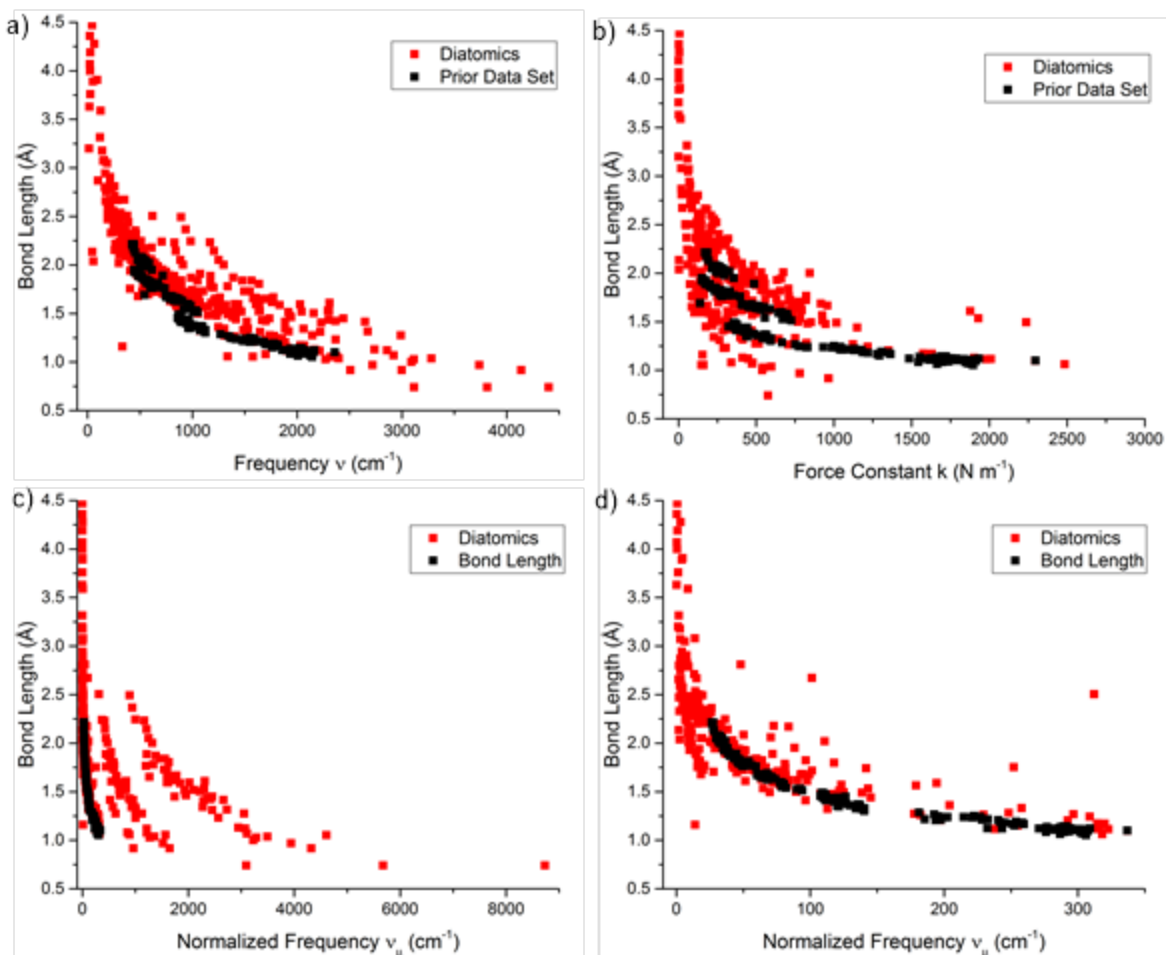 a)
4.5
4.0
3.5
3.0
2.5
2.0
1.5
1.0
0.5
Bond Length (Å)
Diatomics
Prior Data Set
0 1000 2000 3000 4000
Frequency ν (cm⁻¹)
b)
4.5
4.0
3.5
3.0
2.5
2.0
1.5
1.0
0.5
Bond Length (Å)
Diatomics
Prior Data Set
0 500 1000 1500 2000 2500 3000
Force Constant k (N m⁻¹)
c)
4.5
4.0
3.5
3.0
2.5
2.0
1.5
1.0
0.5
Bond Length (Å)
Diatomics
Bond Length
0 2000 4000 6000 8000
Normalized Frequency νμ (cm⁻¹)
d)
4.5
4.0
3.5
3.0
2.5
2.0
1.5
1.0
0.5
Bond Length (Å)
Diatomics
Bond Length
0 100 200 300
Normalized Frequency νμ (cm⁻¹)